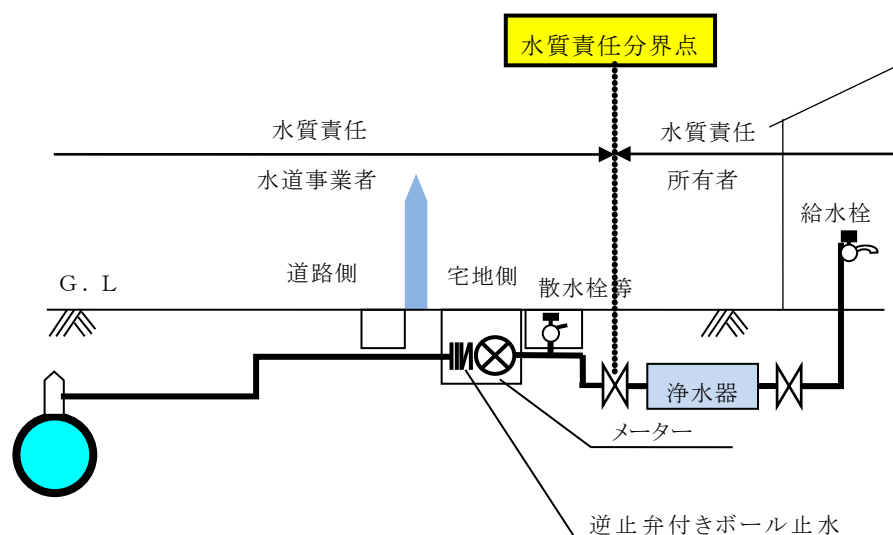 水質責任分界点
水質責任
水質責任
水道事業者
所有者
給水栓
道路側
宅地側
散水栓等
G. L
浄水器
メーター
逆止弁付きボール止水